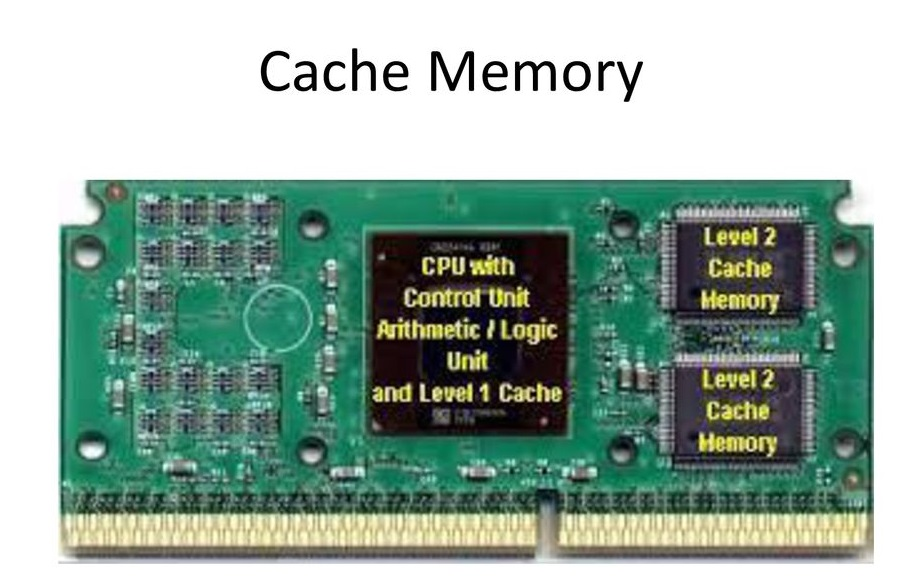 Cache Memory
CPU with
Control Unit
Arithmetic / Logic
Unit
and Level 1 Cache
Level 2
Cache
Memory
Level 2
Cache
Memory